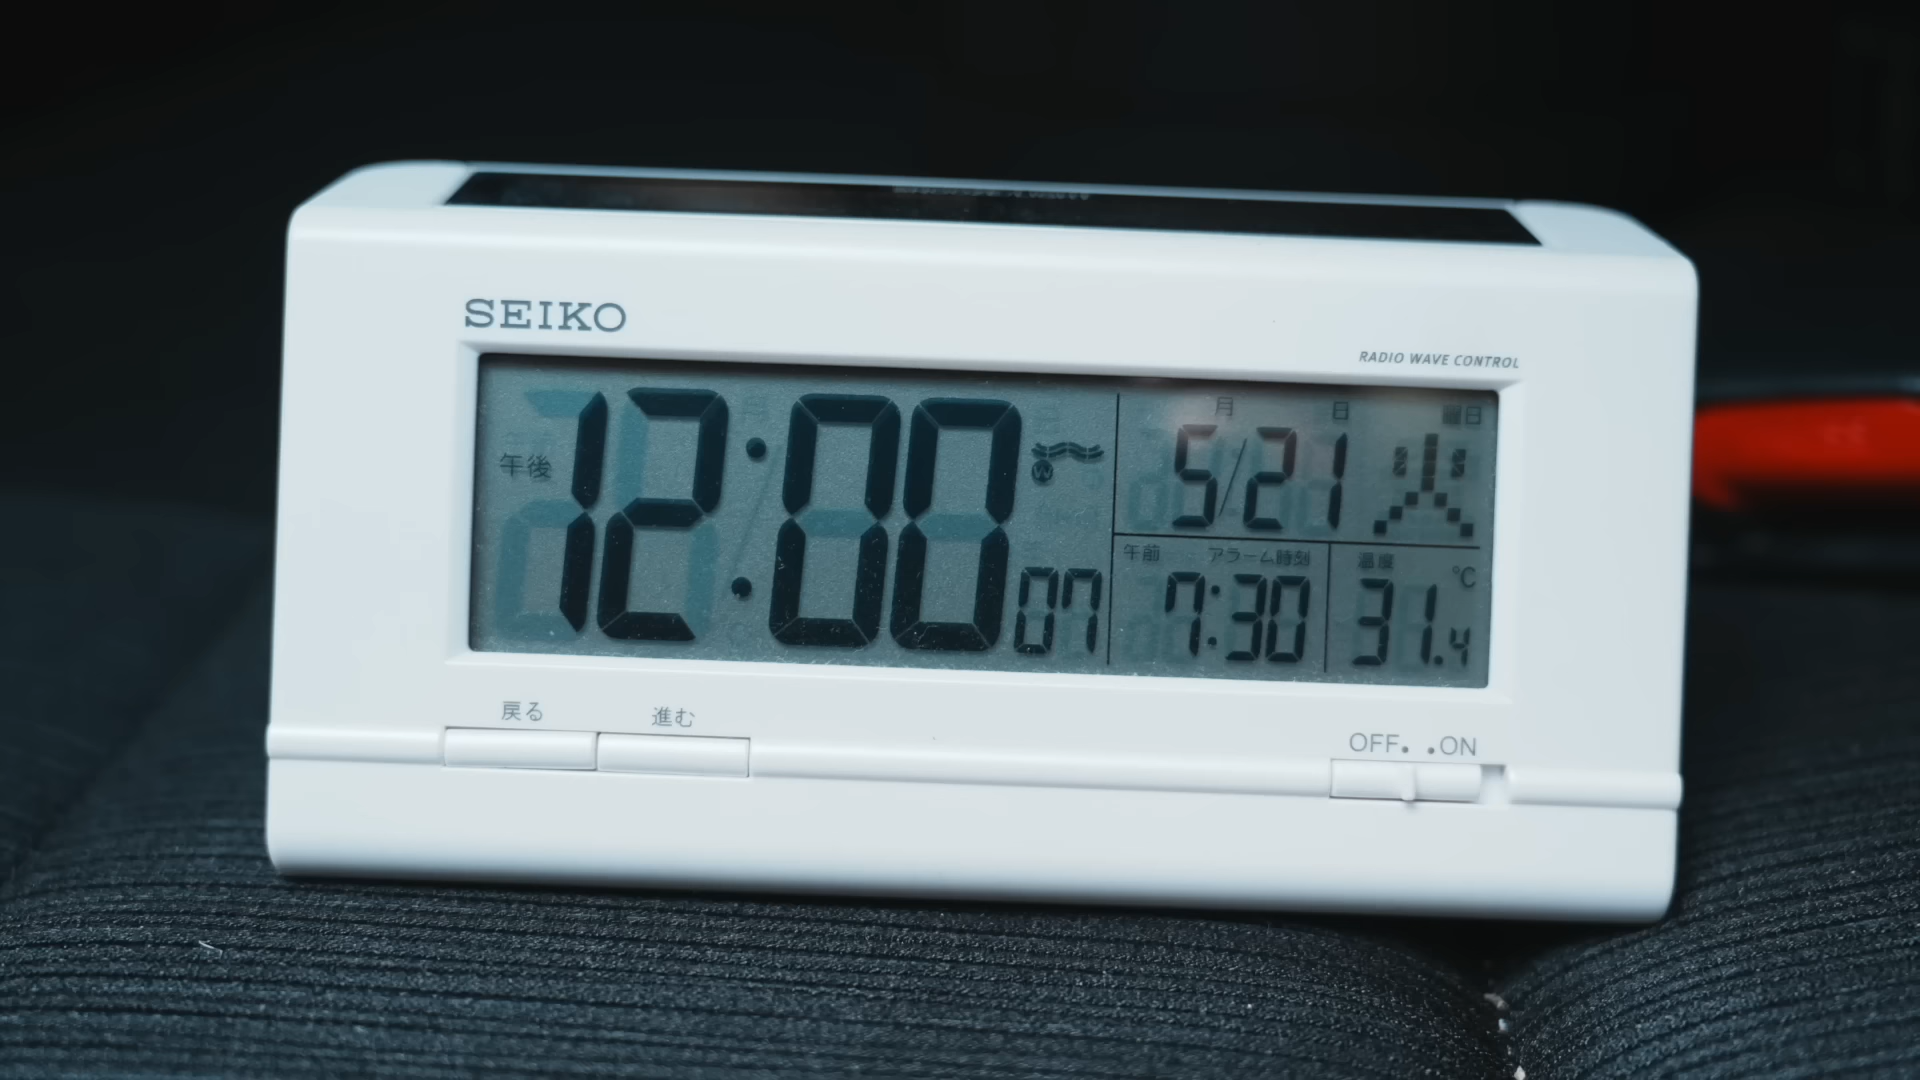 SEIKO
RADIO WAVE CONTROL
月 日 曜日
午後 12:00 07
5/21 火
午前 アラーム時刻 温度
7:30 31.4 °C
戻る 進む
OFF. .ON